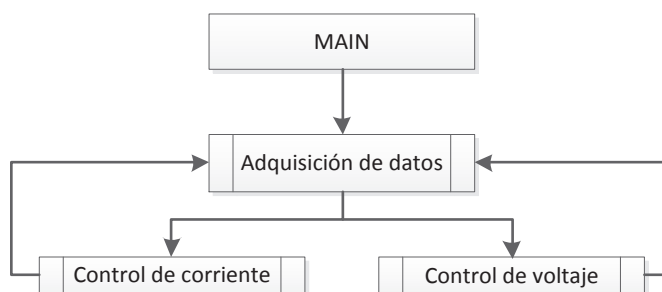 MAIN
Adquisición de datos
Control de corriente
Control de voltaje